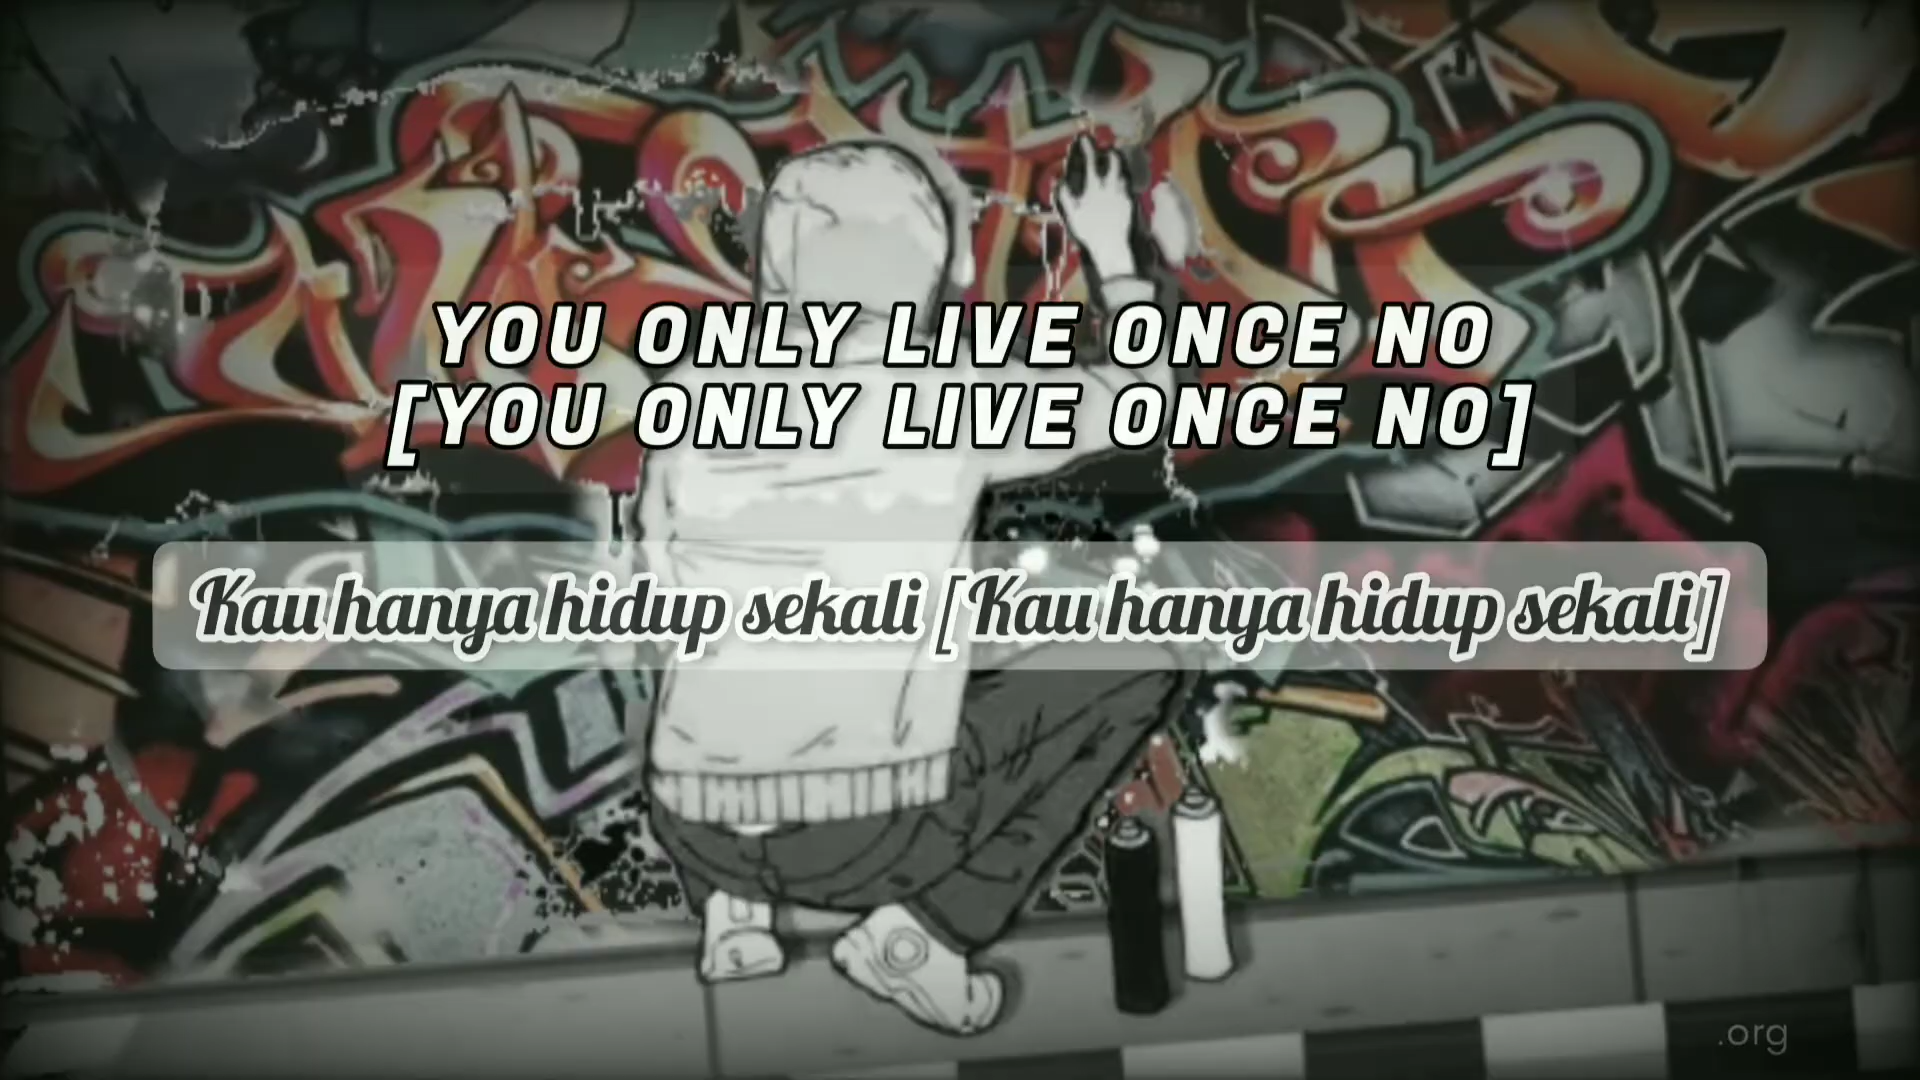 YOU ONLY LIVE ONCE NO
[YOU ONLY LIVE ONCE NO]
Kau hanya hidup sekali [Kau hanya hidup sekali]
.org